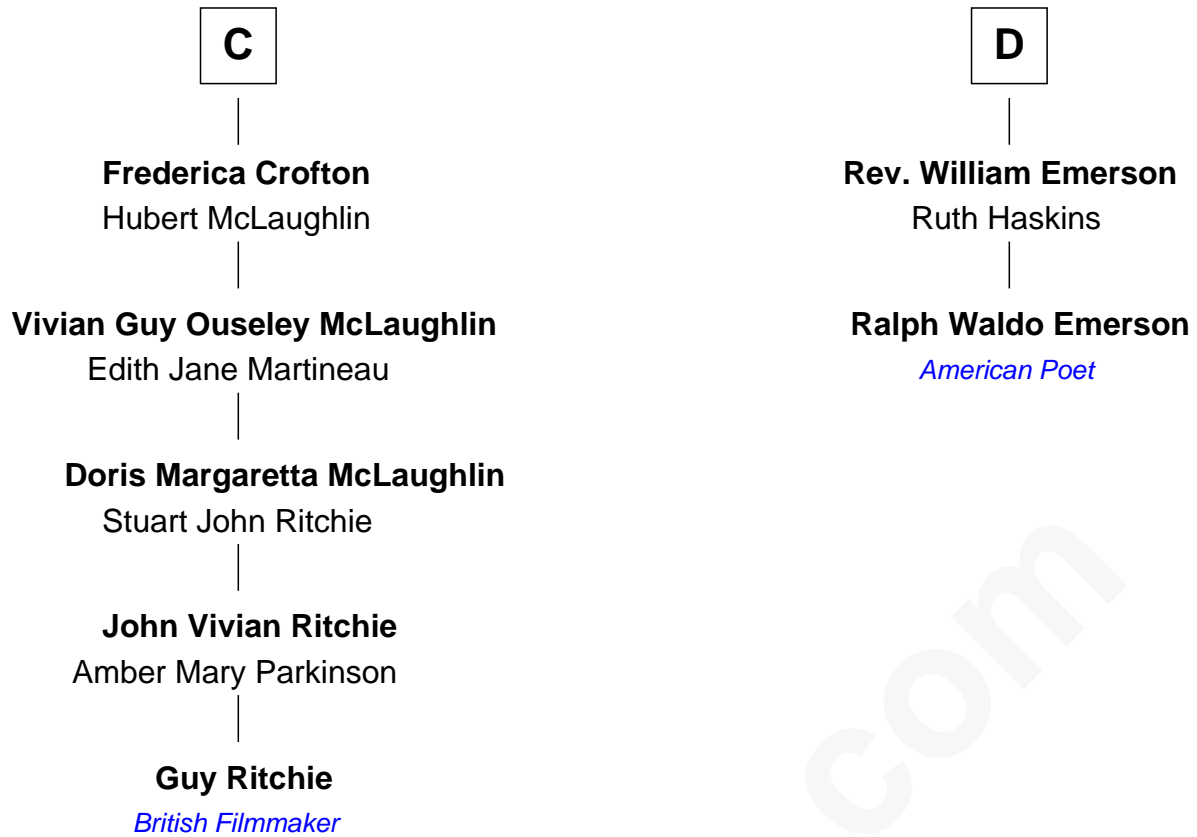 C
Frederica Crofton
Hubert McLaughlin
Vivian Guy Ouseley McLaughlin
Edith Jane Martineau
Doris Margaretta McLaughlin
Stuart John Ritchie
John Vivian Ritchie
Amber Mary Parkinson
Guy Ritchie
British Filmmaker
D
Rev. William Emerson
Ruth Haskins
Ralph Waldo Emerson
American Poet
com